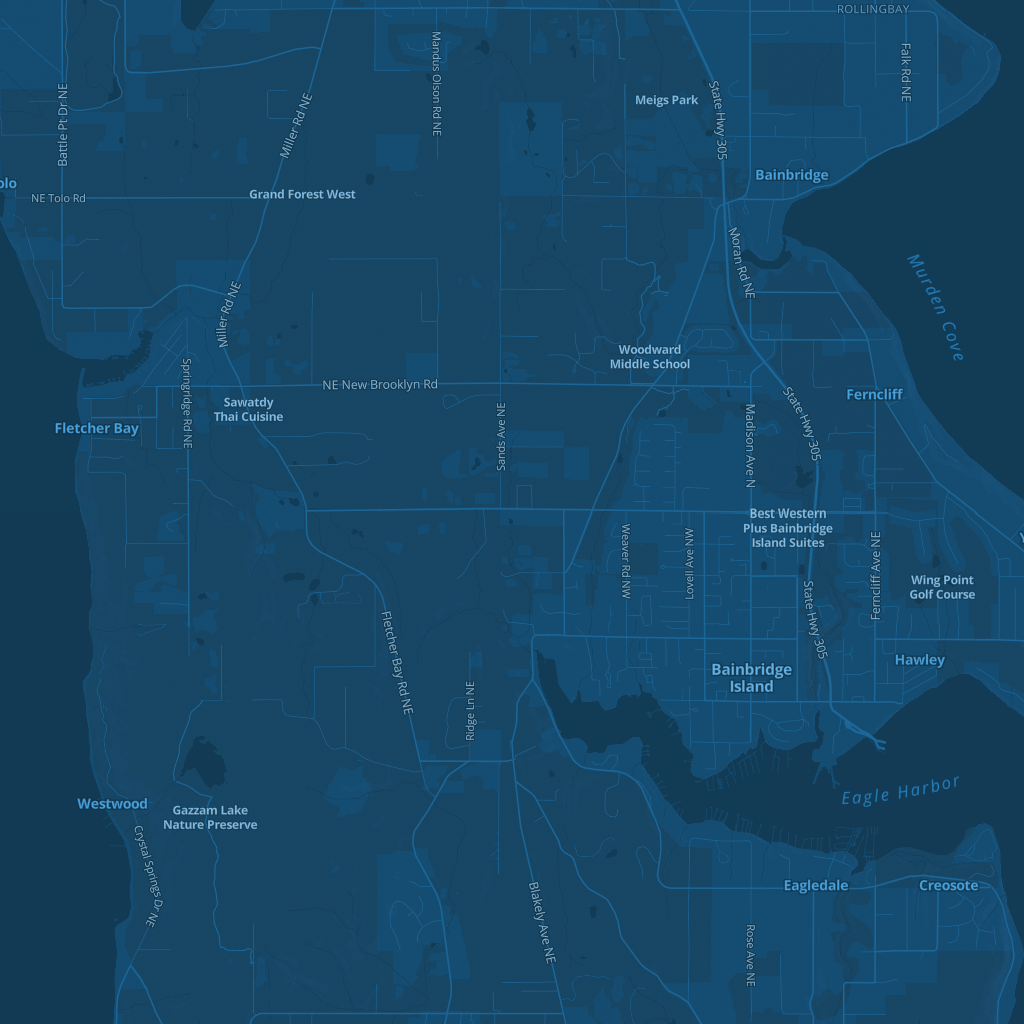 ROLLINGBAY
Mandus Olson Rd NE
Falk Rd NE
Battle Pt Dr NE
Miller Rd NE
State Hwy 305
Meigs Park
Bainbridge
olo
NE Tolo Rd
Grand Forest West
Moran Rd NE
Murden Cove
Miller Rd NE
Woodward
Middle School
Springridge Rd NE
NE New Brooklyn Rd
Ferncliff
Sawatdy
Thai Cuisine
Fletcher Bay
Sands Ave NE
Madison Ave N
State Hwy 305
Best Western
Plus Bainbridge
Island Suites
Weaver Rd NW
Lovell Ave NW
Ferncliff Ave NE
Wing Point
Golf Course
State Hwy 305
Fletcher Bay Rd NE
Hawley
Bainbridge
Island
Ridge Ln NE
Eagle Harbor
Westwood
Gazzam Lake
Nature Preserve
Crystal Springs Dr NE
Eagledale
Creosote
Blakely Ave NE
Rose Ave NE